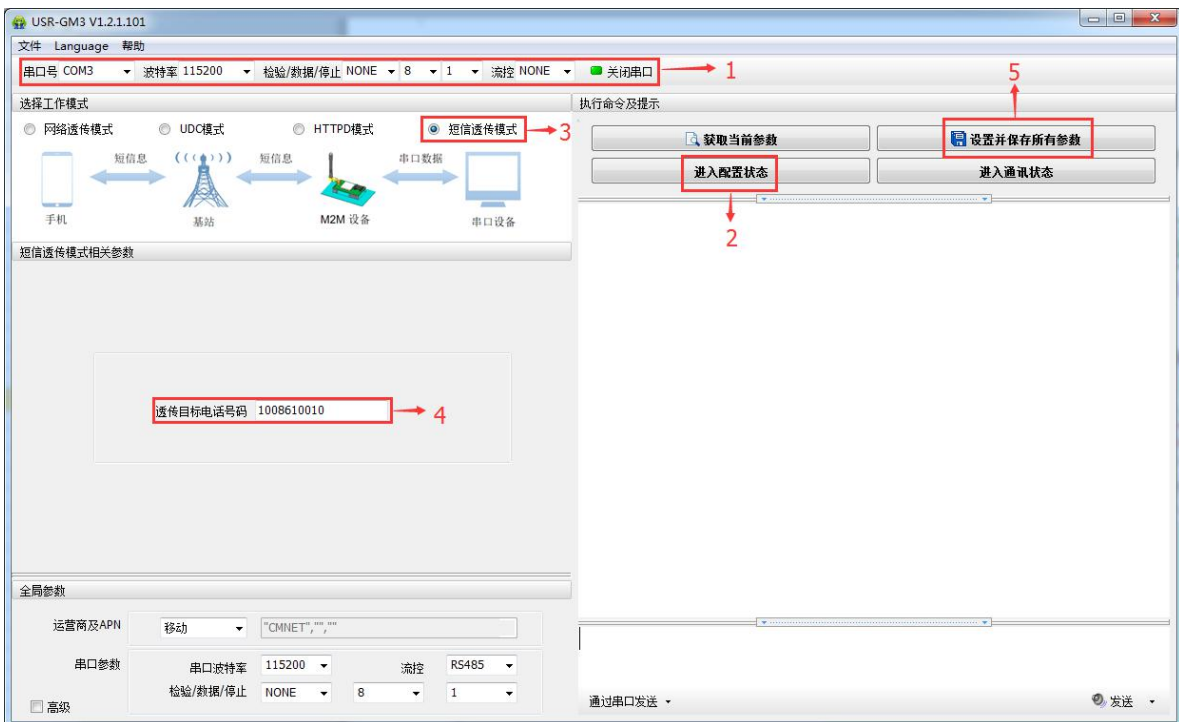 USR-GM3 V1.2.1.101
文件 Language 帮助
串口号 COM3 波特率 115200 检验/数据/停止 NONE 8 1 流控 NONE 关闭串口 1
选择工作模式
网络透传模式 UDC模式 HTTPD模式 短信透传模式 3
短信息 短信息 串口数据
手机 基站 M2M 设备 串口设备
短信透传模式相关参数
透传目标电话号码 1008610010 4
全局参数
运营商及APN 移动 "CMNET","",""
串口参数 串口波特率 115200 流控 RS485
检验/数据/停止 NONE 8 1
高级
执行命令及提示 5
获取当前参数 设置并保存所有参数
进入配置状态 进入通讯状态
2
通过串口发送 发送